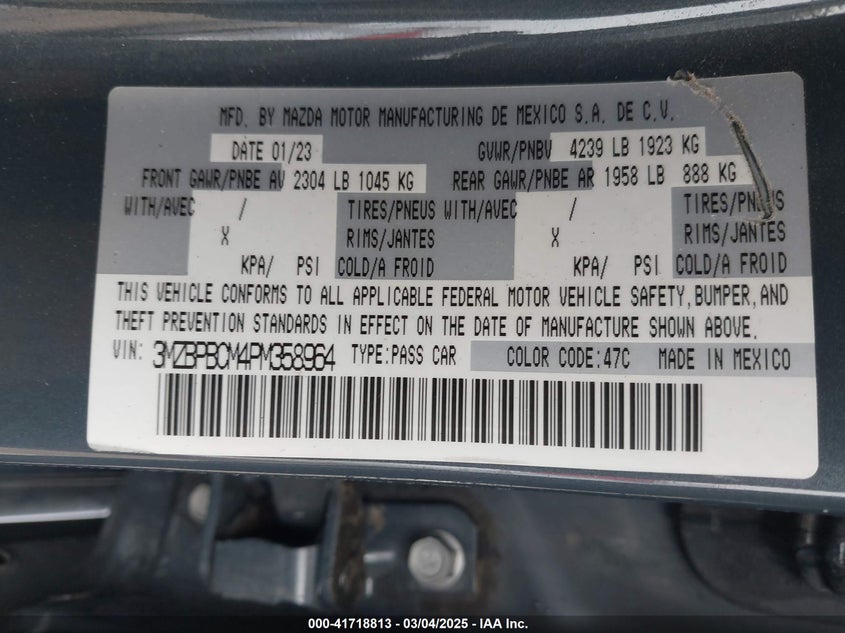 MFD. BY MAZDA MOTOR MANUFACTURING DE MEXICO S.A. DE C.V.
DATE 01/23 GVWR/PNBV 4239 LB 1923 KG
FRONT GAWR/PNBE AV 2304 LB 1045 KG REAR GAWR/PNBE AR 1958 LB 888 KG
WITH/AVEC / TIRES/PNEUS WITH/AVEC / TIRES/PNEUS
X RIMS/JANTES X RIMS/JANTES
KPA/ PSI COLD/A FROID KPA/ PSI COLD/A FROID
THIS VEHICLE CONFORMS TO ALL APPLICABLE FEDERAL MOTOR VEHICLE SAFETY, BUMPER, AND
THEFT PREVENTION STANDARDS IN EFFECT ON THE DATE OF MANUFACTURE SHOWN ABOVE.
VIN: 3MZBPBCM4PM358964 TYPE:PASS CAR COLOR CODE:47C MADE IN MEXICO
000-41718813 - 03/04/2025 - IAA Inc.